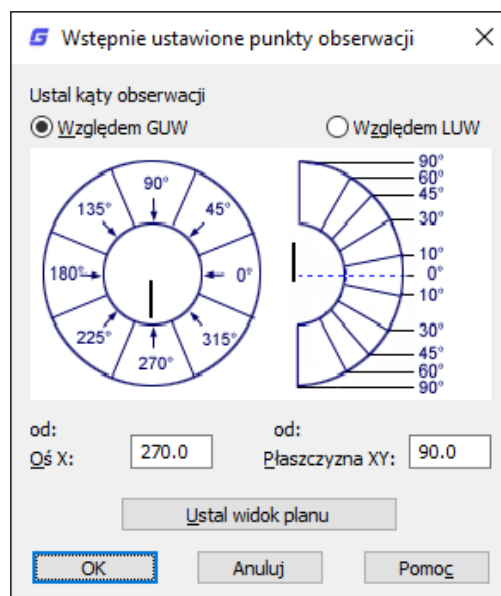 Wstępnie ustawione punkty obserwacji
Ustal kąty obserwacji
Względem GUW
Względem LUW
90°
135°
45°
180°
0°
225°
315°
270°
90°
60°
45°
30°
10°
0°
10°
30°
45°
60°
90°
od:
Oś X:
270.0
od:
Płaszczyzna XY:
90.0
Ustal widok planu
OK
Anuluj
Pomoc